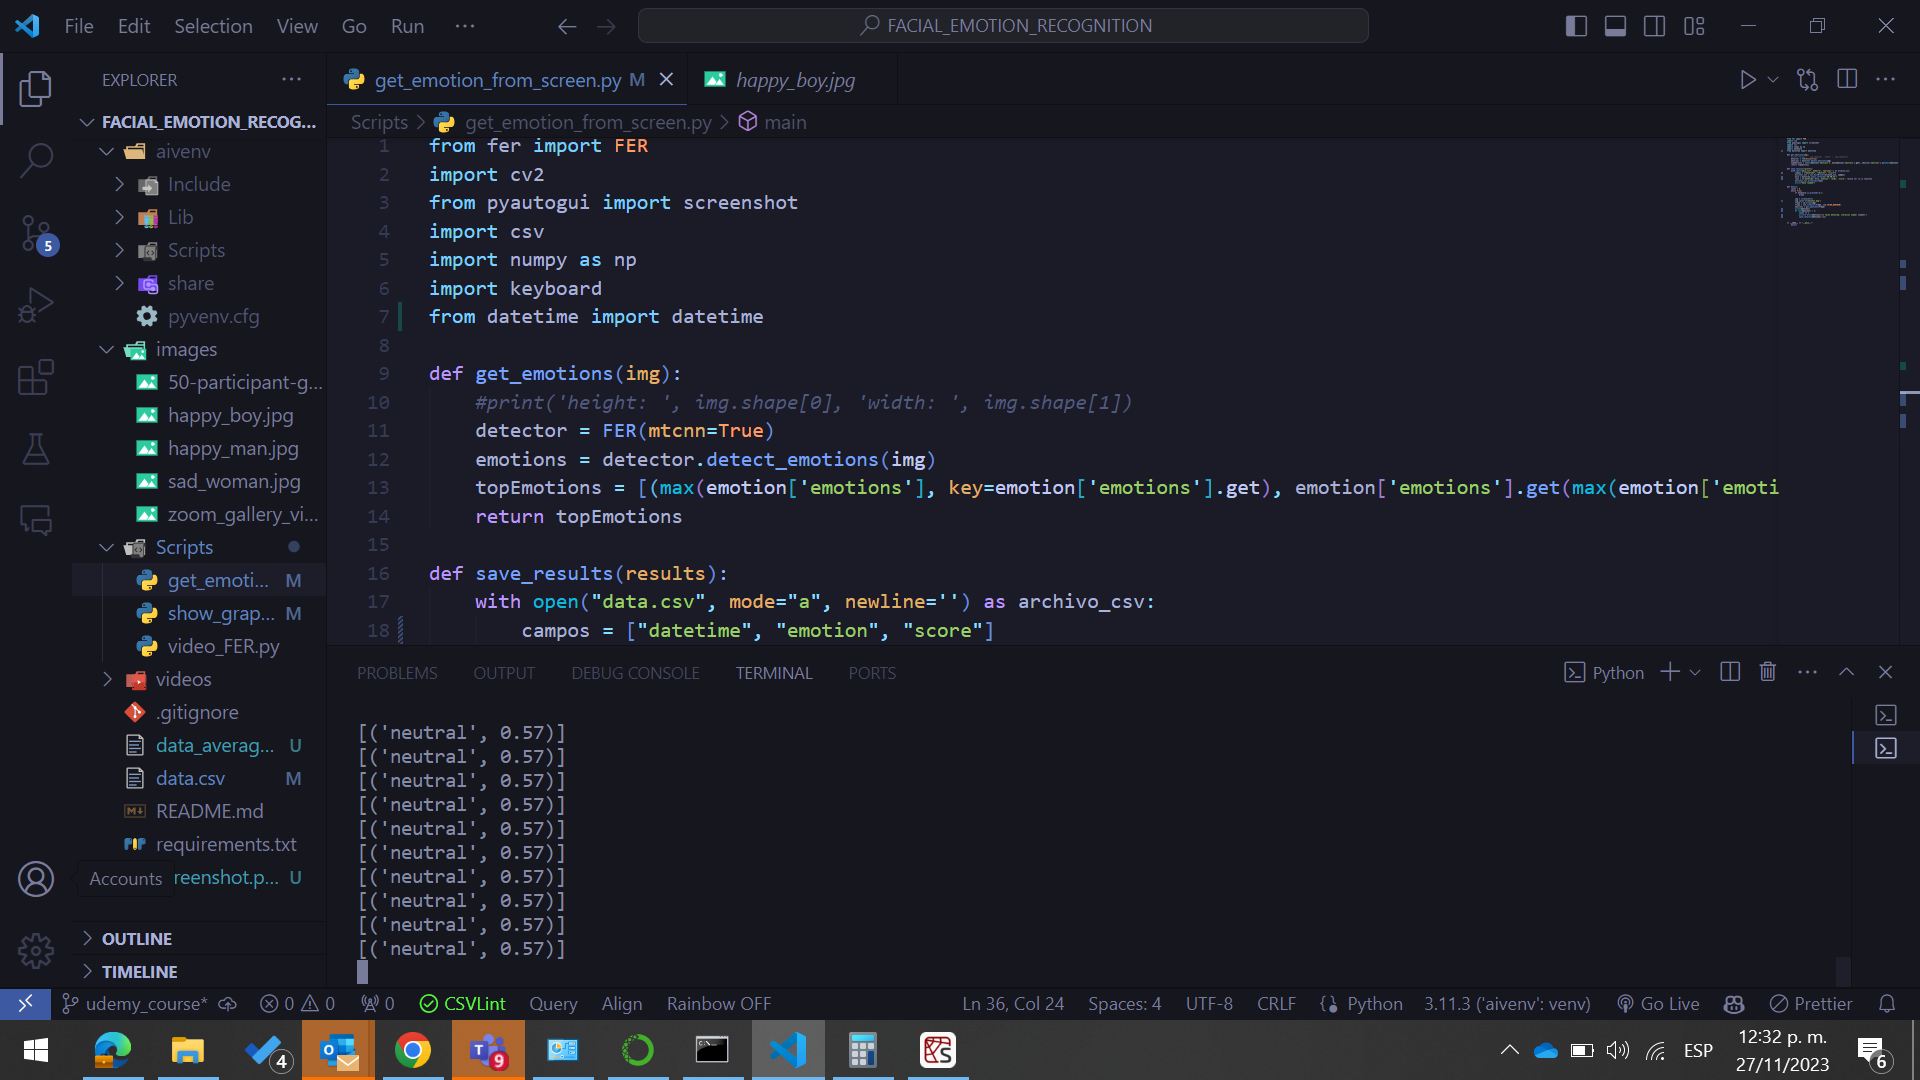 File Edit Selection View Go Run ··· FACIAL_EMOTION_RECOGNITION
EXPLORER ···
FACIAL_EMOTION_RECOG...
aivenv
Include
Lib
Scripts
share
pyvenv.cfg
images
50-participant-g...
happy_boy.jpg
happy_man.jpg
sad_woman.jpg
zoom_gallery_vi...
Scripts
get_emoti... M
show_grap... M
video_FER.py
videos
.gitignore
data_averag... U
data.csv M
README.md
requirements.txt
Accounts reenshot.p... U
OUTLINE
TIMELINE
5
get_emotion_from_screen.py M happy_boy.jpg
Scripts > get_emotion_from_screen.py > main
1 from fer import FER
2 import cv2
3 from pyautogui import screenshot
4 import csv
5 import numpy as np
6 import keyboard
7 from datetime import datetime
8
9 def get_emotions(img):
10 #print('height: ', img.shape[0], 'width: ', img.shape[1])
11 detector = FER(mtcnn=True)
12 emotions = detector.detect_emotions(img)
13 topEmotions = [(max(emotion['emotions'], key=emotion['emotions'].get), emotion['emotions'].get(max(emotion['emoti
14 return topEmotions
15
16 def save_results(results):
17 with open("data.csv", mode="a", newline='') as archivo_csv:
18 campos = ["datetime", "emotion", "score"]
PROBLEMS OUTPUT DEBUG CONSOLE TERMINAL PORTS Python
[('neutral', 0.57)]
[('neutral', 0.57)]
[('neutral', 0.57)]
[('neutral', 0.57)]
[('neutral', 0.57)]
[('neutral', 0.57)]
[('neutral', 0.57)]
[('neutral', 0.57)]
[('neutral', 0.57)]
[('neutral', 0.57)]
udemy_course* 0 0 0 CSVLint Query Align Rainbow OFF Ln 36, Col 24 Spaces: 4 UTF-8 CRLF Python 3.11.3 ('aivenv': venv) Go Live Prettier
4 9 ESP 12:32 p. m. 6
27/11/2023